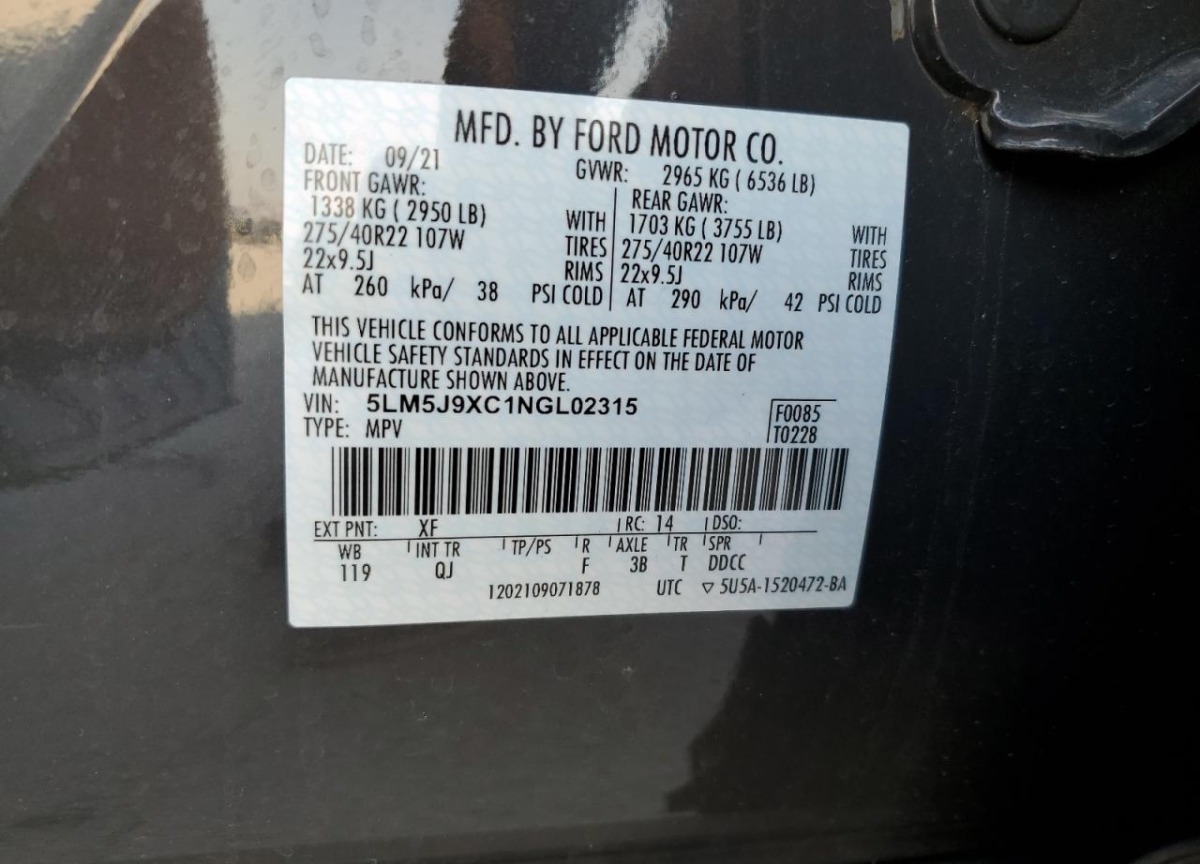 MFD. BY FORD MOTOR CO.
DATE: 09/21 GVWR: 2965 KG ( 6536 LB)
FRONT GAWR: REAR GAWR:
1338 KG ( 2950 LB) WITH 1703 KG ( 3755 LB) WITH
275/40R22 107W TIRES 275/40R22 107W TIRES
22x9.5J RIMS 22x9.5J RIMS
AT 260 kPa/ 38 PSI COLD AT 290 kPa/ 42 PSI COLD
THIS VEHICLE CONFORMS TO ALL APPLICABLE FEDERAL MOTOR
VEHICLE SAFETY STANDARDS IN EFFECT ON THE DATE OF
MANUFACTURE SHOWN ABOVE.
VIN: 5LM5J9XC1NGL02315 F0085
TYPE: MPV T0228
EXT PNT: XF RC: 14 DSO:
WB INT TR TP/PS R AXLE TR SPR
119 QJ F 3B T DDCC
1202109071878 UTC ▽ 5U5A-1520472-BA